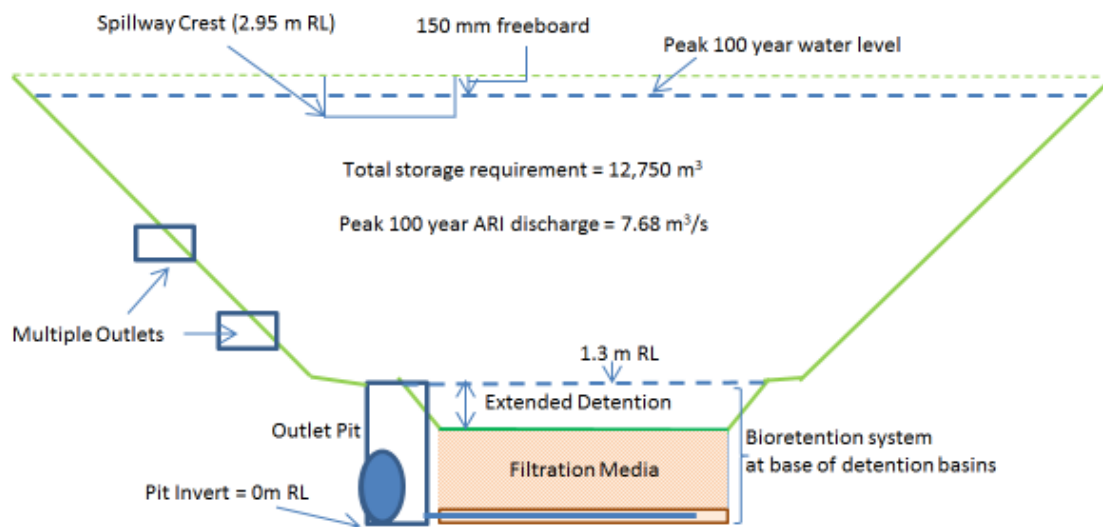 Spillway Crest (2.95 m RL)
150 mm freeboard
Peak 100 year water level
Total storage requirement = 12,750 m³
Peak 100 year ARI discharge = 7.68 m³/s
Multiple Outlets
1.3 m RL
Extended Detention
Outlet Pit
Bioretention system
at base of detention basins
Filtration Media
Pit Invert = 0m RL